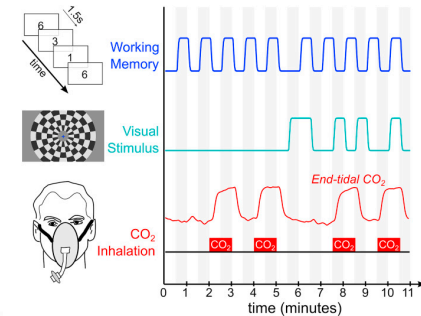 1.5s
6
3
1
6
time
Working
Memory
Visual
Stimulus
End-tidal CO₂
CO₂
Inhalation
CO₂ CO₂ CO₂ CO₂
0 1 2 3 4 5 6 7 8 9 10 11
time (minutes)